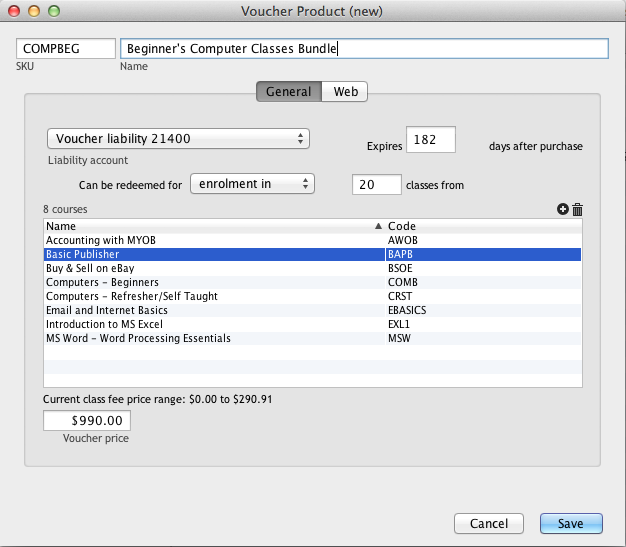 Voucher Product (new)
COMPBEG Beginner's Computer Classes Bundle
SKU Name
General Web
Voucher liability 21400 Expires 182 days after purchase
Liability account
Can be redeemed for enrolment in 20 classes from
8 courses
Name Code
Accounting with MYOB AWOB
Basic Publisher BAPB
Buy & Sell on eBay BSOE
Computers - Beginners COMB
Computers - Refresher/Self Taught CRST
Email and Internet Basics EBASICS
Introduction to MS Excel EXL1
MS Word - Word Processing Essentials MSW
Current class fee price range: $0.00 to $290.91
$990.00
Voucher price
Cancel Save